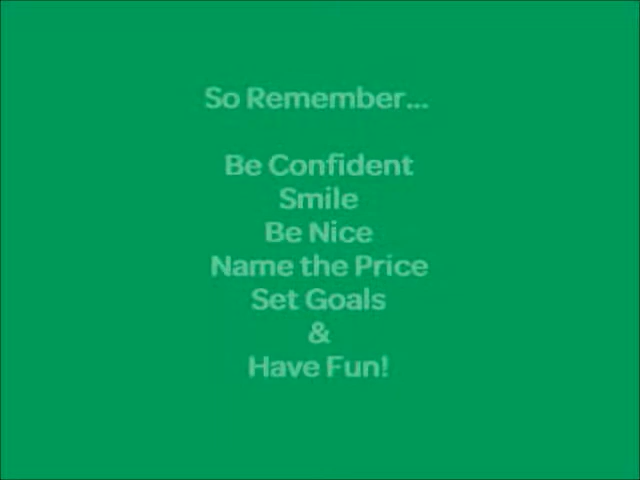 So Remember...
Be Confident
Smile
Be Nice
Name the Price
Set Goals
&
Have Fun!